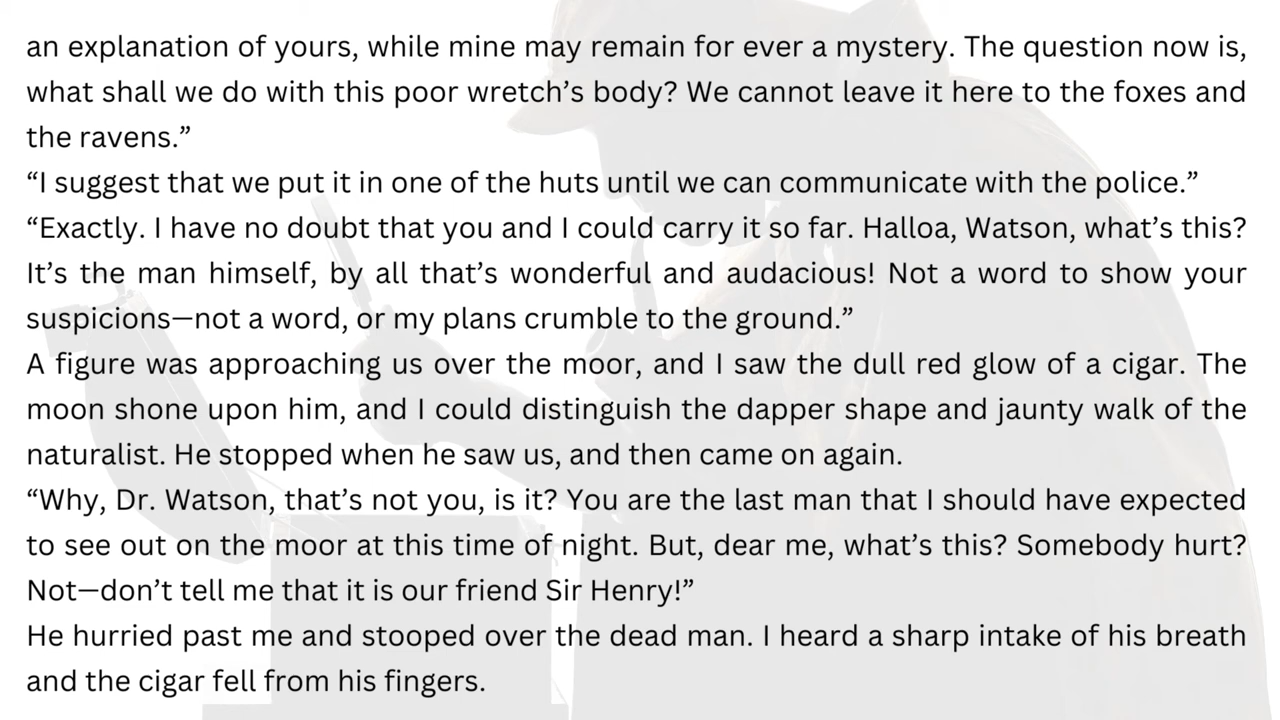 an explanation of yours, while mine may remain for ever a mystery. The question now is,
what shall we do with this poor wretch’s body? We cannot leave it here to the foxes and
the ravens.”
“I suggest that we put it in one of the huts until we can communicate with the police.”
“Exactly. I have no doubt that you and I could carry it so far. Halloa, Watson, what’s this?
It’s the man himself, by all that’s wonderful and audacious! Not a word to show your
suspicions—not a word, or my plans crumble to the ground.”
A figure was approaching us over the moor, and I saw the dull red glow of a cigar. The
moon shone upon him, and I could distinguish the dapper shape and jaunty walk of the
naturalist. He stopped when he saw us, and then came on again.
“Why, Dr. Watson, that’s not you, is it? You are the last man that I should have expected
to see out on the moor at this time of night. But, dear me, what’s this? Somebody hurt?
Not—don’t tell me that it is our friend Sir Henry!”
He hurried past me and stooped over the dead man. I heard a sharp intake of his breath
and the cigar fell from his fingers.